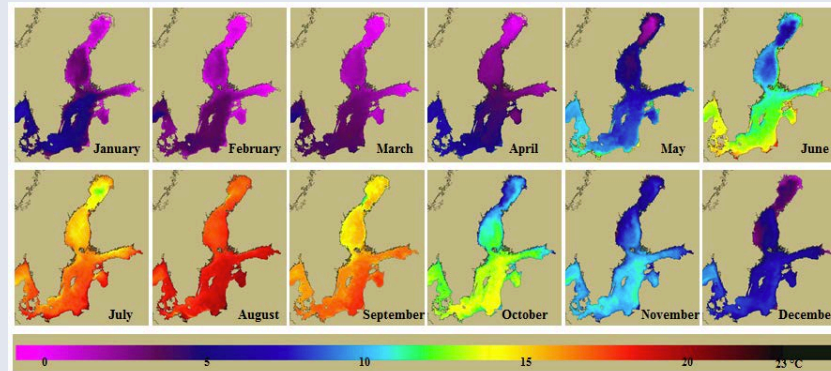 January
February
March
April
May
June
July
August
September
October
November
December
0 5 10 15 20 23 °C